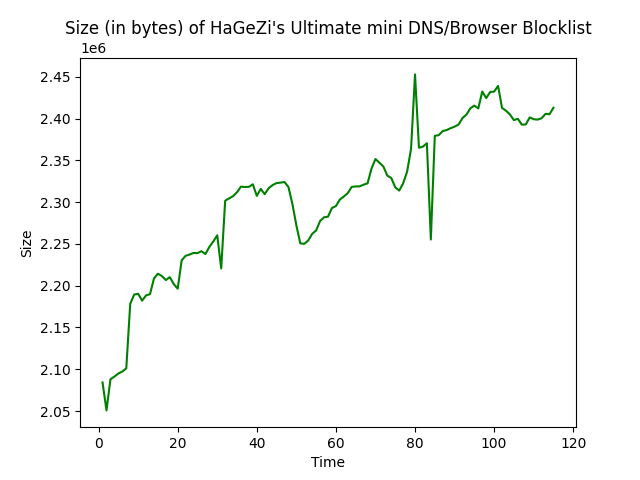 Size (in bytes) of HaGeZi's Ultimate mini DNS/Browser Blocklist
1e6
2.45
2.40
2.35
2.30
2.25
2.20
2.15
2.10
2.05
Size
0 20 40 60 80 100 120
Time